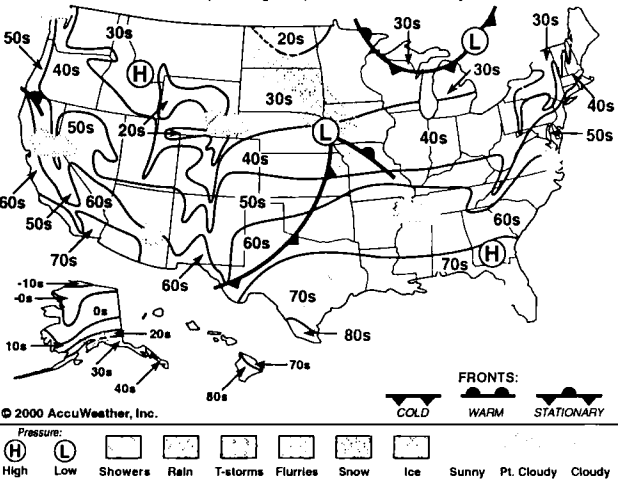 30s
30s
30s
50s
20s
L
40s
H
30s
30s
40s
50s
20s
L
40s
50s
40s
60s
60s
50s
50s
60s
60s
70s
60s
H
70s
60s
70s
80s
-10s
-0s
0s
10s
20s
30s
40s
70s
80s
FRONTS:
COLD WARM STATIONARY
© 2000 AccuWeather, Inc.
Pressure:
H L
High Low Showers Rain T-storms Flurries Snow Ice Sunny Pt. Cloudy Cloudy